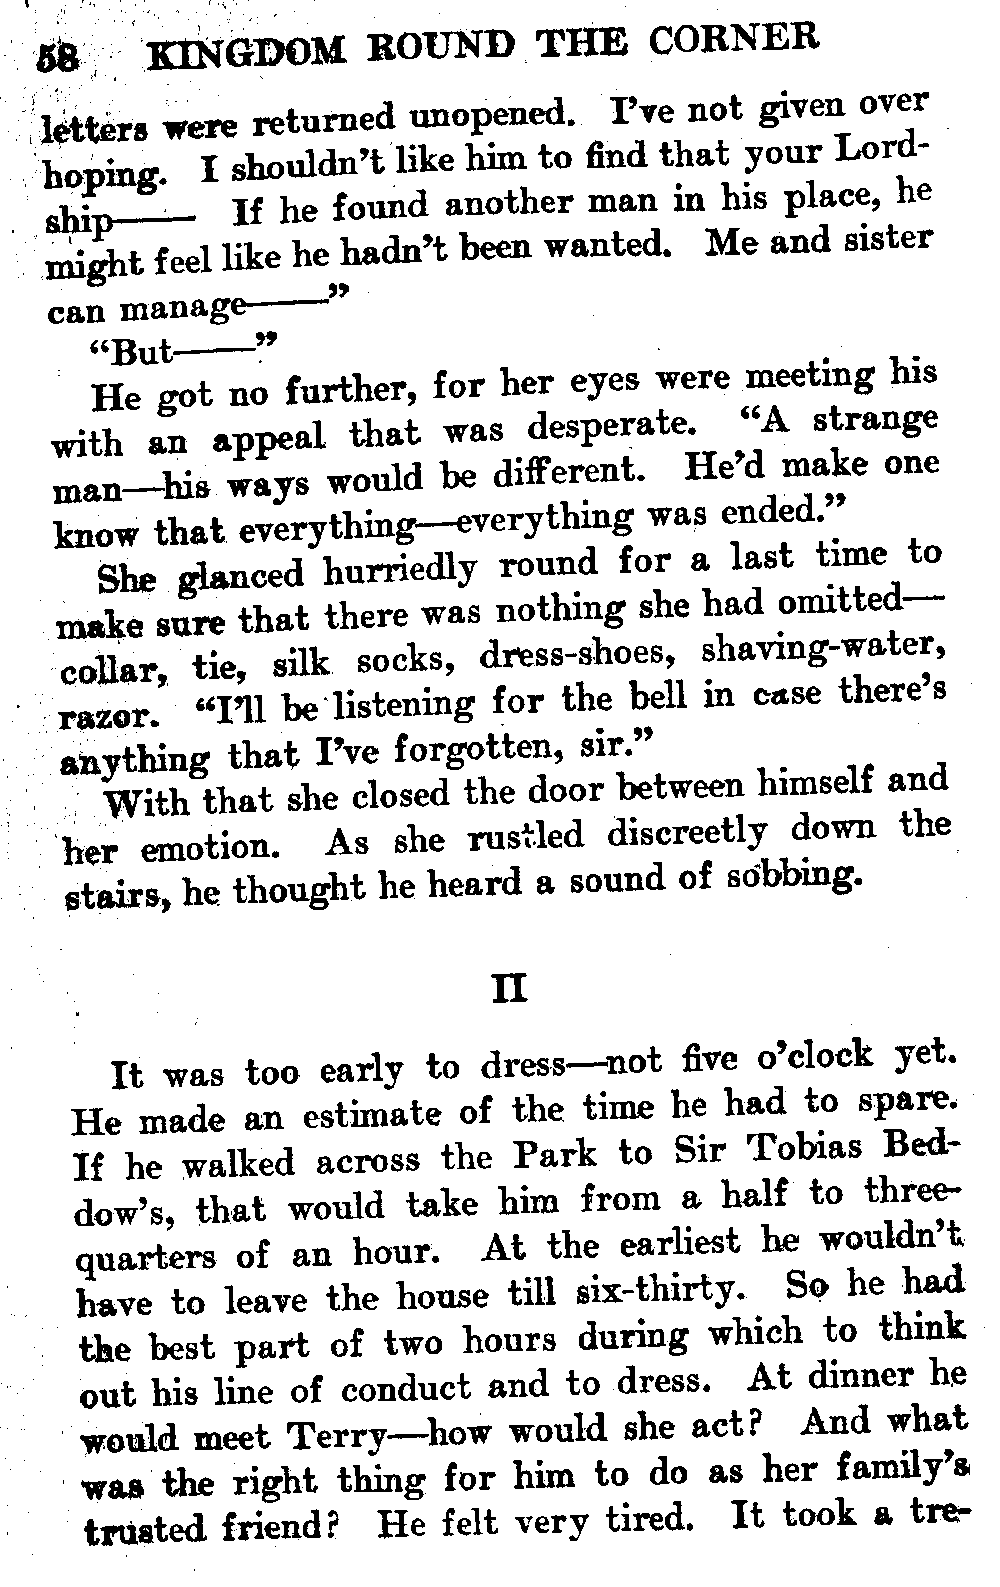 58 KINGDOM ROUND THE CORNER
letters were returned unopened. I've not given over
hoping. I shouldn't like him to find that your Lord-
ship—— If he found another man in his place, he
might feel like he hadn't been wanted. Me and sister
can manage——"
"But——"
He got no further, for her eyes were meeting his
with an appeal that was desperate. "A strange
man—his ways would be different. He'd make one
know that everything—everything was ended."
She glanced hurriedly round for a last time to
make sure that there was nothing she had omitted—
collar, tie, silk socks, dress-shoes, shaving-water,
razor. "I'll be listening for the bell in case there's
anything that I've forgotten, sir."
With that she closed the door between himself and
her emotion. As she rustled discreetly down the
stairs, he thought he heard a sound of sobbing.
II
It was too early to dress—not five o'clock yet.
He made an estimate of the time he had to spare.
If he walked across the Park to Sir Tobias Bed-
dow's, that would take him from a half to three-
quarters of an hour. At the earliest he wouldn't
have to leave the house till six-thirty. So he had
the best part of two hours during which to think
out his line of conduct and to dress. At dinner he
would meet Terry—how would she act? And what
was the right thing for him to do as her family's
trusted friend? He felt very tired. It took a tre-